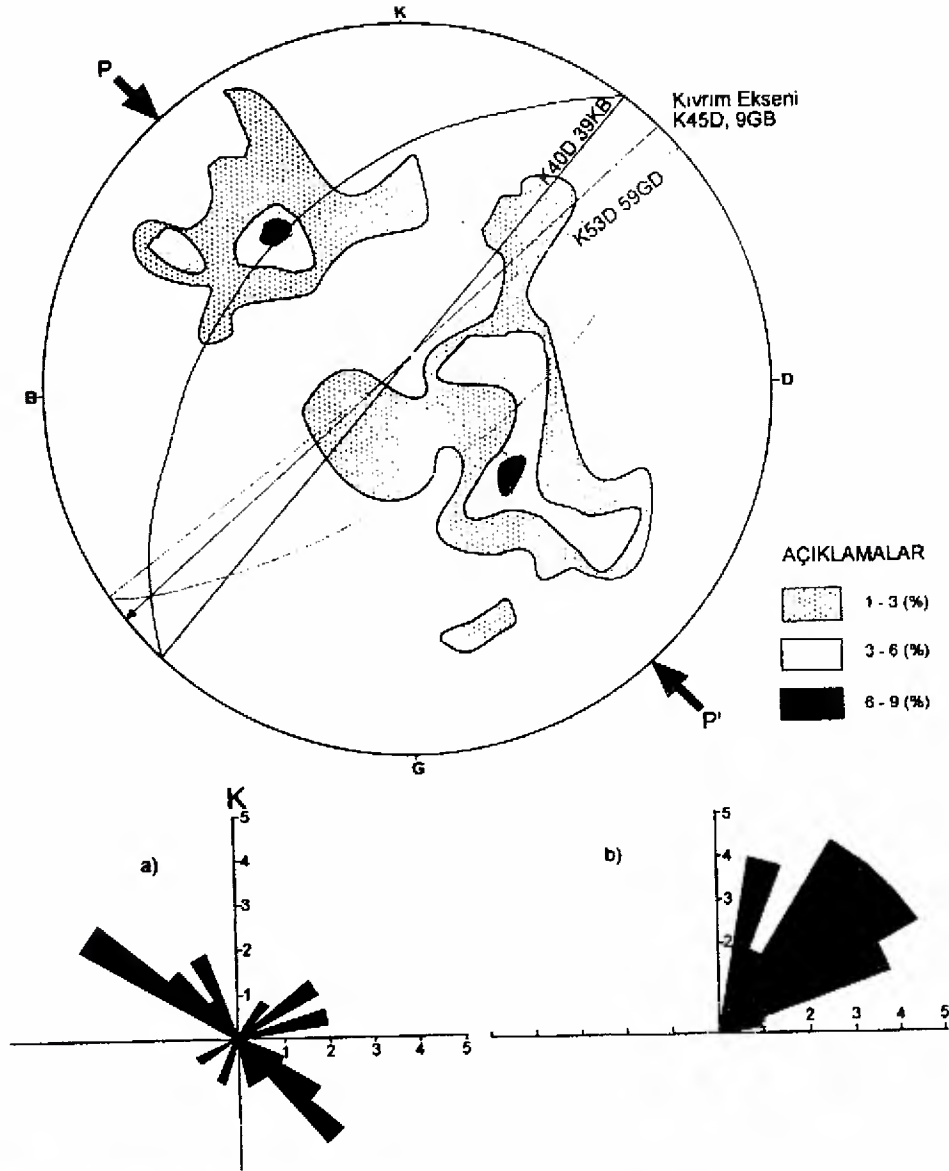 K
P
Kıvrım Ekseni
K45D, 9GB
K40D 39KB
K53D 59GD
B
D
AÇIKLAMALAR
1 - 3 (%)
3 - 6 (%)
6 - 9 (%)
P'
G
K
a)
5
4
3
2
1
1 2 3 4 5
b)
5
4
3
2
1 2 3 4 5